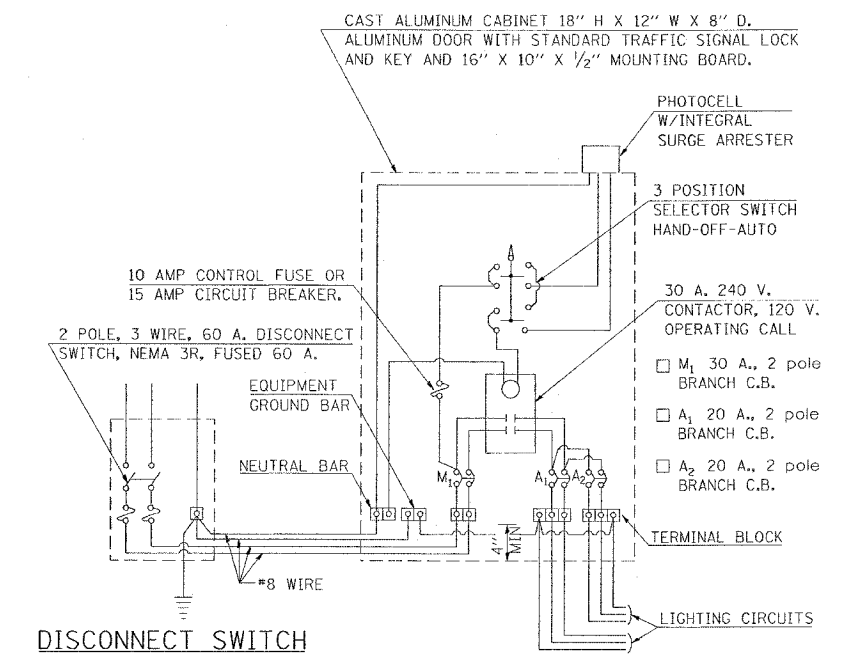 CAST ALUMINUM CABINET 18" H X 12" W X 8" D.
ALUMINUM DOOR WITH STANDARD TRAFFIC SIGNAL LOCK
AND KEY AND 16" X 10" X 1/2" MOUNTING BOARD.
PHOTOCELL
W/INTEGRAL
SURGE ARRESTER
3 POSITION
SELECTOR SWITCH
HAND-OFF-AUTO
10 AMP CONTROL FUSE OR
15 AMP CIRCUIT BREAKER.
30 A. 240 V.
CONTACTOR, 120 V.
OPERATING CALL
2 POLE, 3 WIRE, 60 A. DISCONNECT
SWITCH, NEMA 3R, FUSED 60 A.
M1 30 A., 2 pole
BRANCH C.B.
EQUIPMENT
GROUND BAR
A1 20 A., 2 pole
BRANCH C.B.
NEUTRAL BAR
M1
A1
A2
A2 20 A., 2 pole
BRANCH C.B.
4" MIN
TERMINAL BLOCK
#8 WIRE
LIGHTING CIRCUITS
DISCONNECT SWITCH